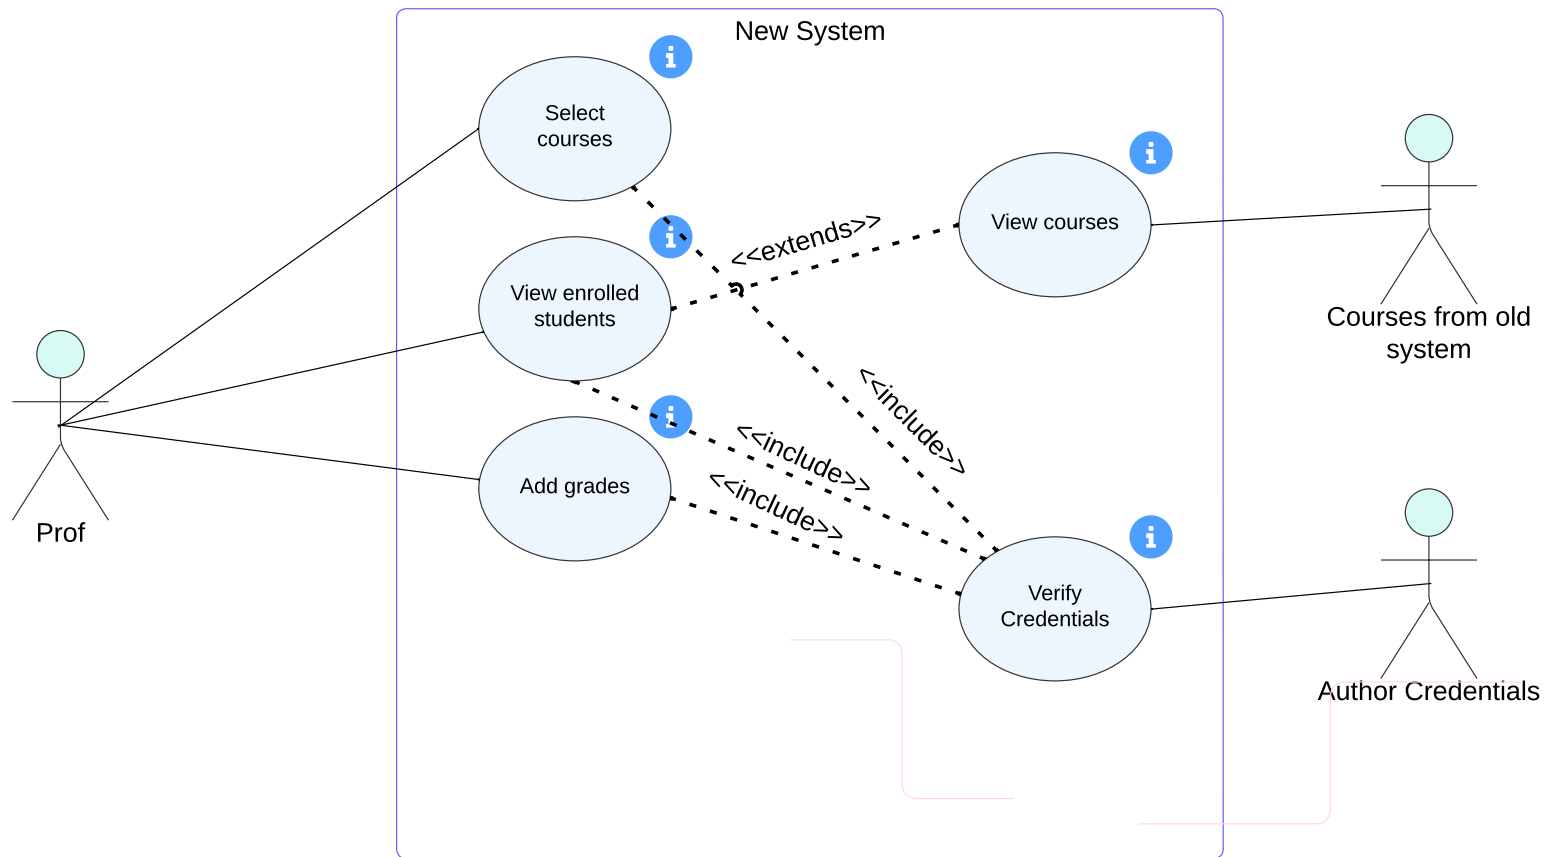 New System
Select
courses
View enrolled
students
Add grades
View courses
Verify
Credentials
<<extends>>
<<include>>
<<include>>
<<include>>
Prof
Courses from old
system
Author Credentials